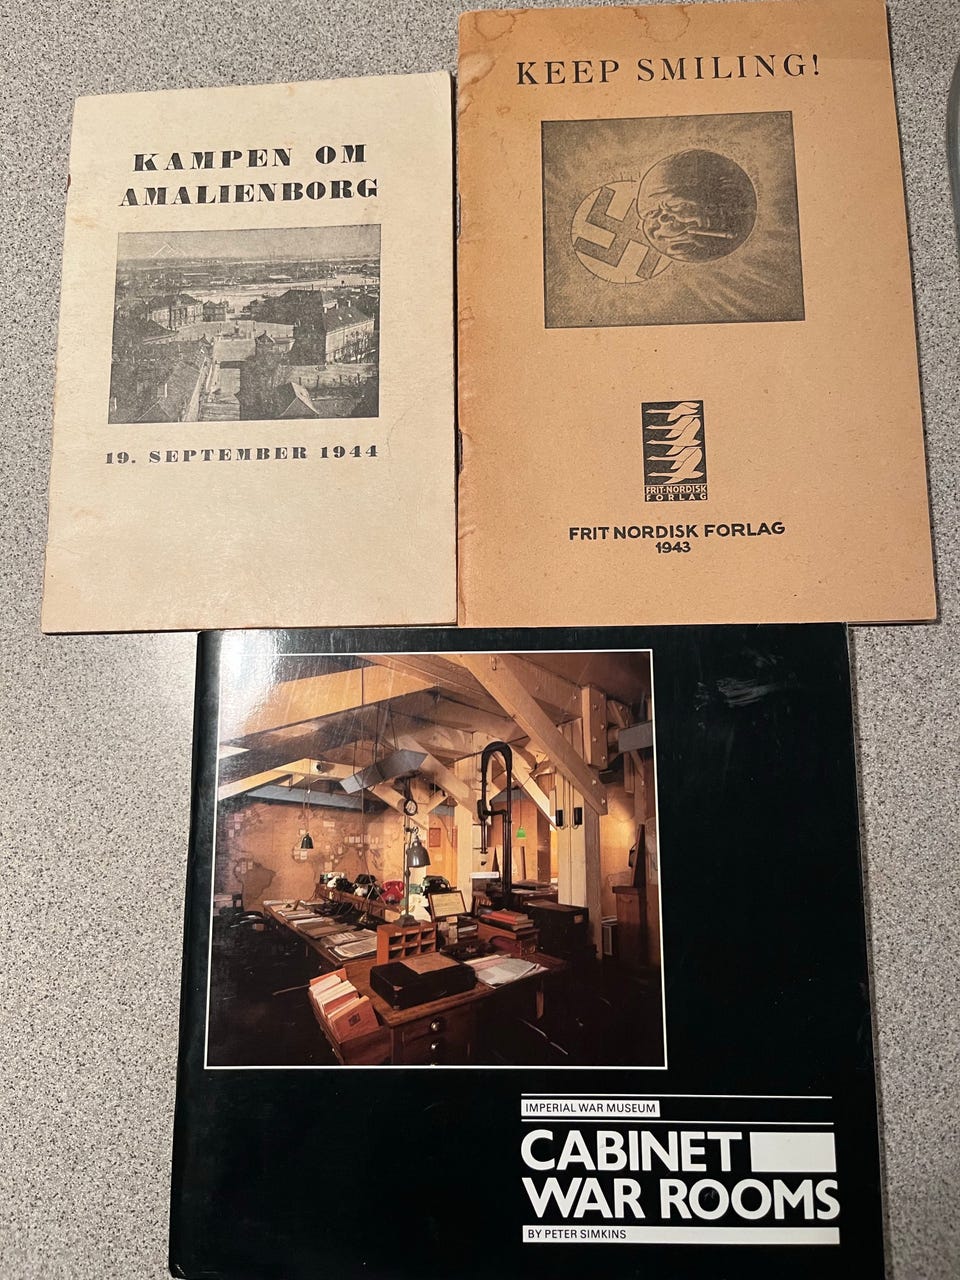 KAMPEN OM
AMALIENBORG
19. SEPTEMBER 1944
KEEP SMILING!
FRIT-NORDISK
FORLAG
FRIT NORDISK FORLAG
1943
IMPERIAL WAR MUSEUM
CABINET
WAR ROOMS
BY PETER SIMKINS